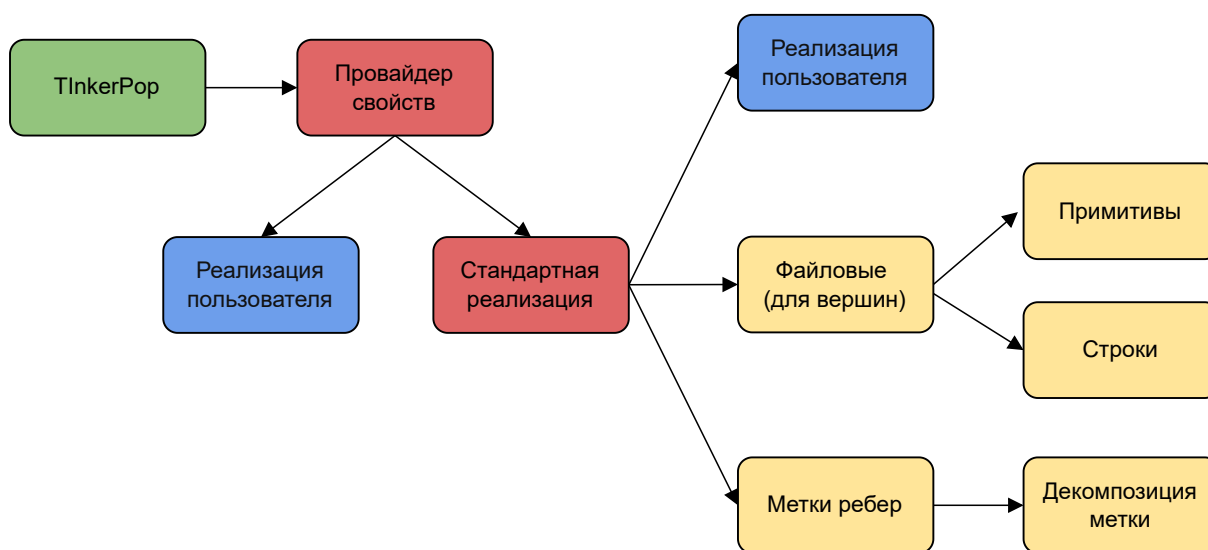 TInkerPop
Провайдер
свойств
Реализация
пользователя
Стандартная
реализация
Реализация
пользователя
Файловые
(для вершин)
Примитивы
Строки
Метки ребер
Декомпозиция
метки